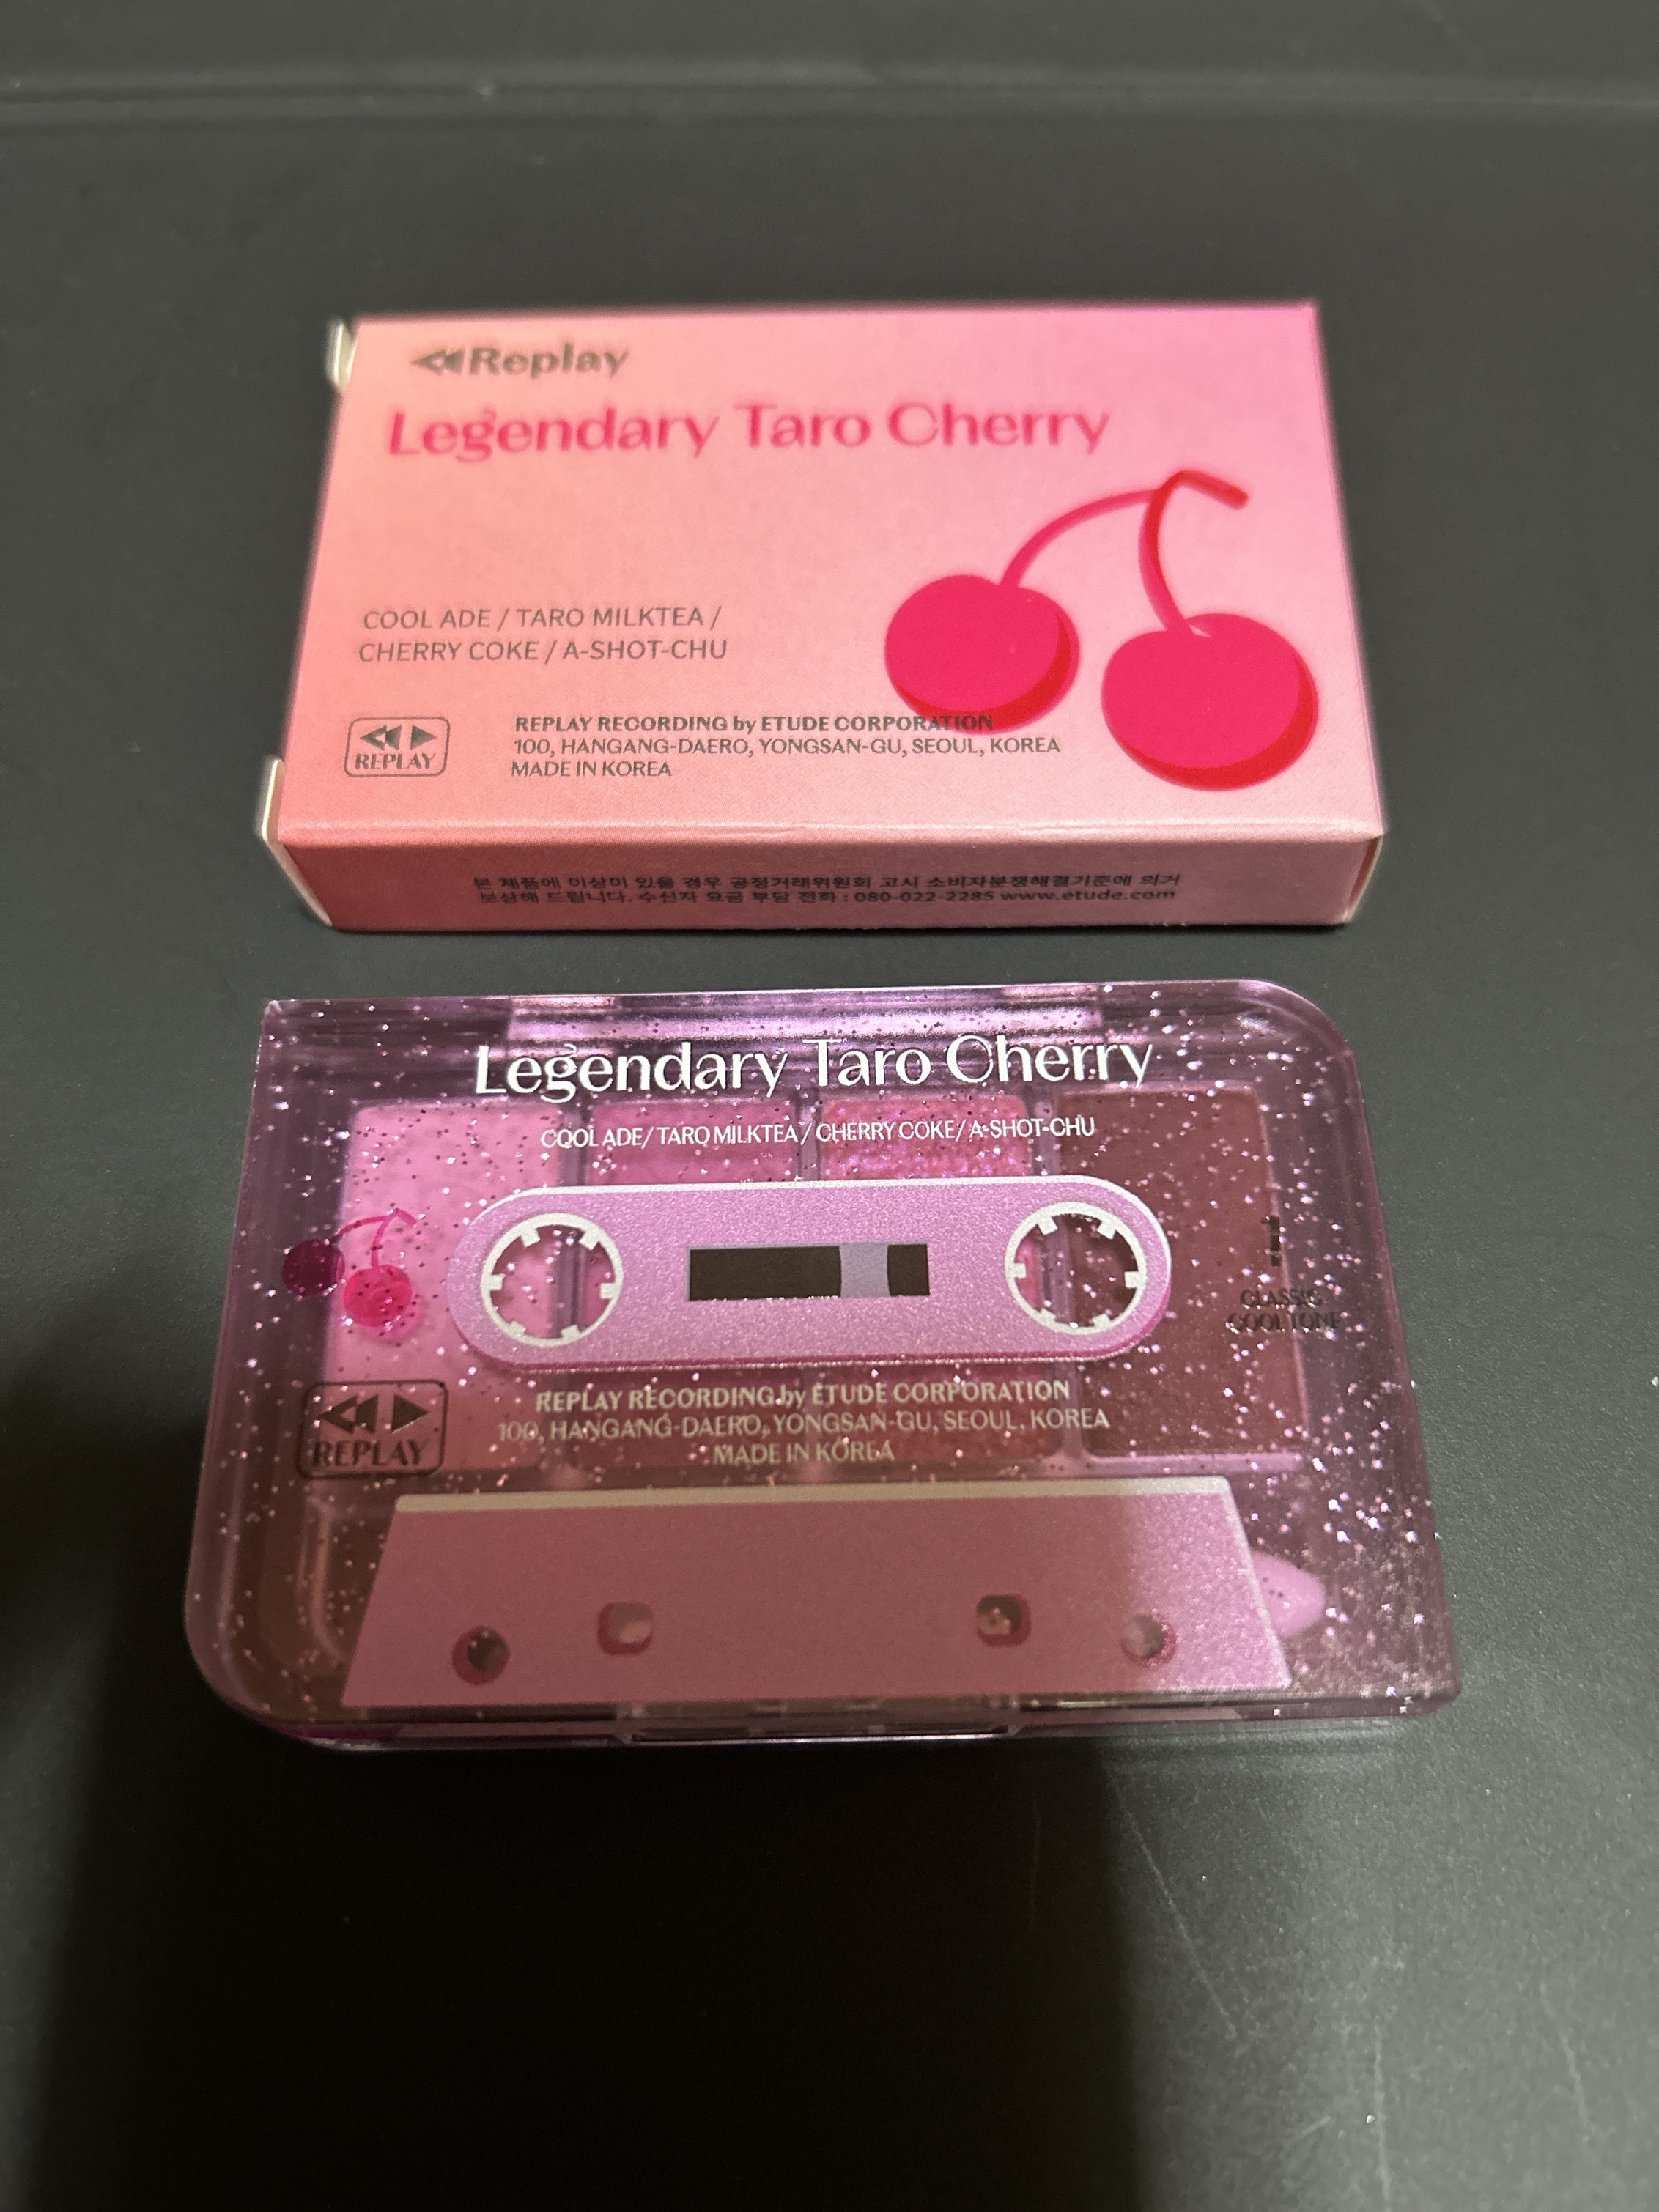 Replay
Legendary Taro Cherry
COOL ADE / TARO MILKTEA /
CHERRY COKE / A-SHOT-CHU
REPLAY
REPLAY RECORDING by ETUDE CORPORATION
100, HANGANG-DAERO, YONGSAN-GU, SEOUL, KOREA
MADE IN KOREA
본 제품에 이상이 있을 경우 공정거래위원회 고시 소비자분쟁해결기준에 의거
보상해 드립니다. 수신자 요금 부담 전화 : 080-022-2285 www.etude.com
Legendary Taro Cherry
COOL ADE/ TARO MILKTEA/ CHERRY COKE/ A-SHOT-CHU
1
CLASSIC
COOL TONE
REPLAY
REPLAY RECORDING by ETUDE CORPORATION
100, HANGANG-DAERO, YONGSAN-GU, SEOUL, KOREA
MADE IN KOREA